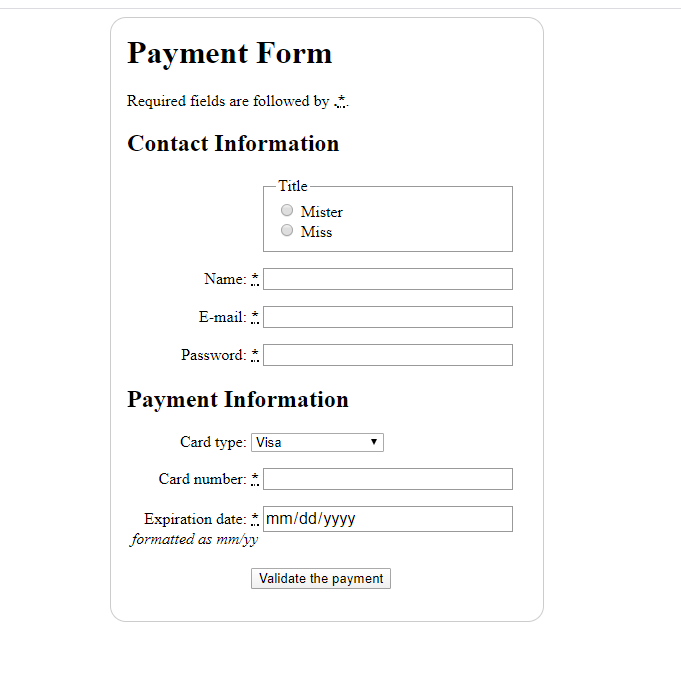 Payment Form
Required fields are followed by *.
Contact Information
Title
Mister
Miss
Name: *
E-mail: *
Password: *
Payment Information
Card type: Visa
Card number: *
Expiration date: * mm/dd/yyyy
formatted as mm/yy
Validate the payment